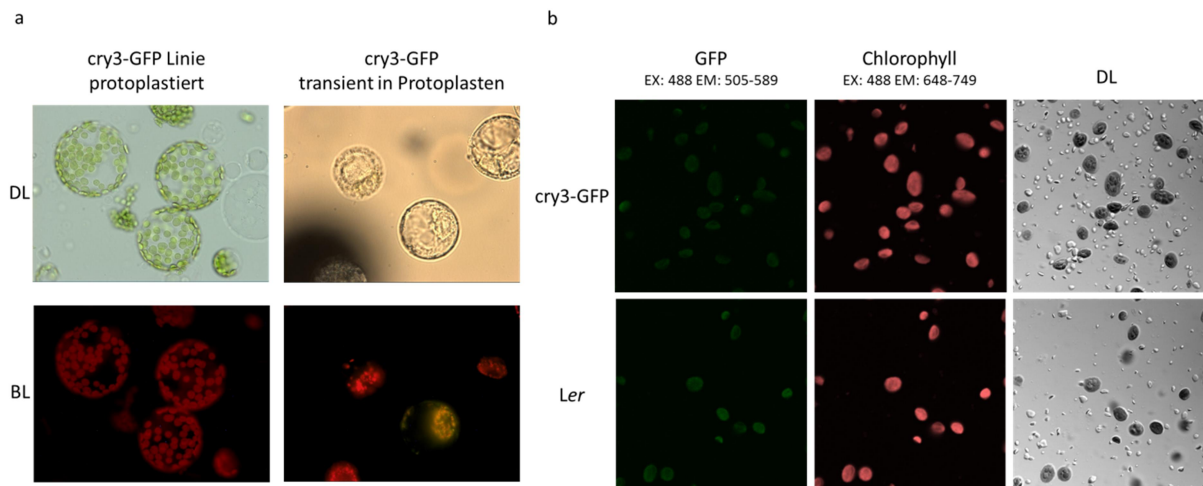 a
cry3-GFP Linie
protoplastiert
cry3-GFP
transient in Protoplasten
DL
BL
b
GFP
EX: 488 EM: 505-589
Chlorophyll
EX: 488 EM: 648-749
DL
cry3-GFP
Ler